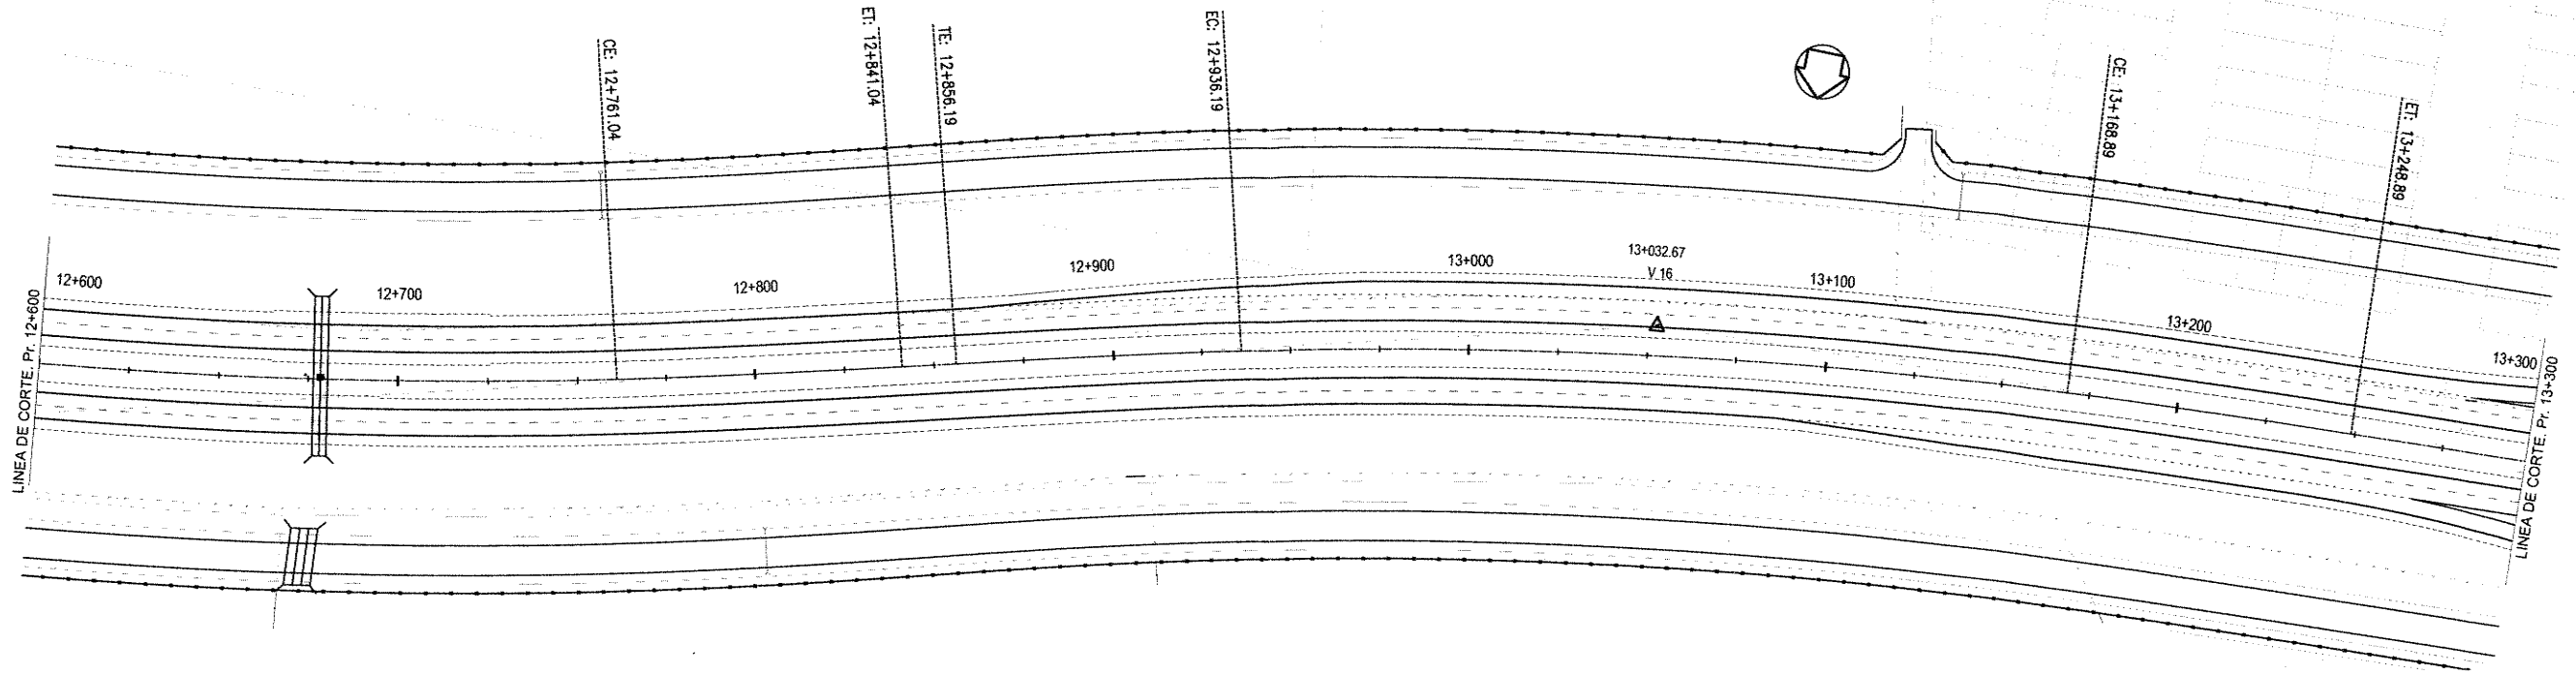 CE: 12+761.04
ET: 12+841.04
TE: 12+856.19
EC: 12+936.19
CE: 13+168.89
ET: 13+248.89
12+600
12+700
12+800
12+900
13+000
13+032.67
V 16
13+100
13+200
13+300
LINEA DE CORTE. Pr. 12+600
LINEA DE CORTE. Pr. 13+300